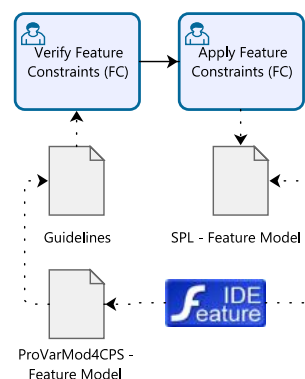 Verify Feature
Constraints (FC)
Apply Feature
Constraints (FC)
Guidelines
SPL - Feature Model
IDE
Feature
ProVarMod4CPS -
Feature Model